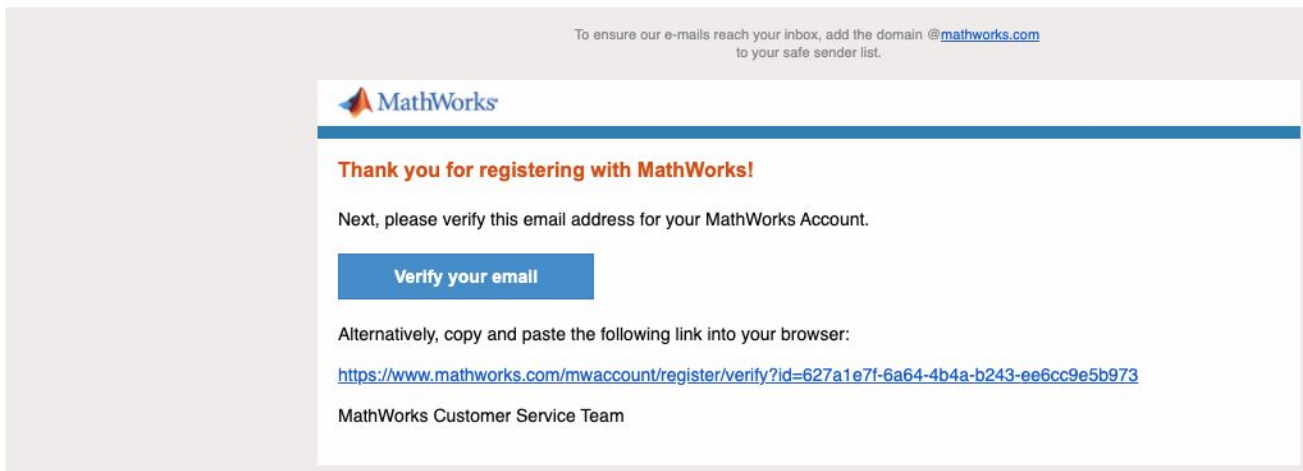 To ensure our e-mails reach your inbox, add the domain @mathworks.com
to your safe sender list.
MathWorks®
Thank you for registering with MathWorks!
Next, please verify this email address for your MathWorks Account.
Verify your email
Alternatively, copy and paste the following link into your browser:
https://www.mathworks.com/mwaccount/register/verify?id=627a1e7f-6a64-4b4a-b243-ee6cc9e5b973
MathWorks Customer Service Team